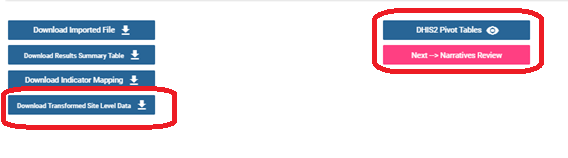 Download Imported File
DHIS2 Pivot Tables
Download Results Summary Table
Next --> Narratives Review
Download Indicator Mapping
Download Transformed Site Level Data